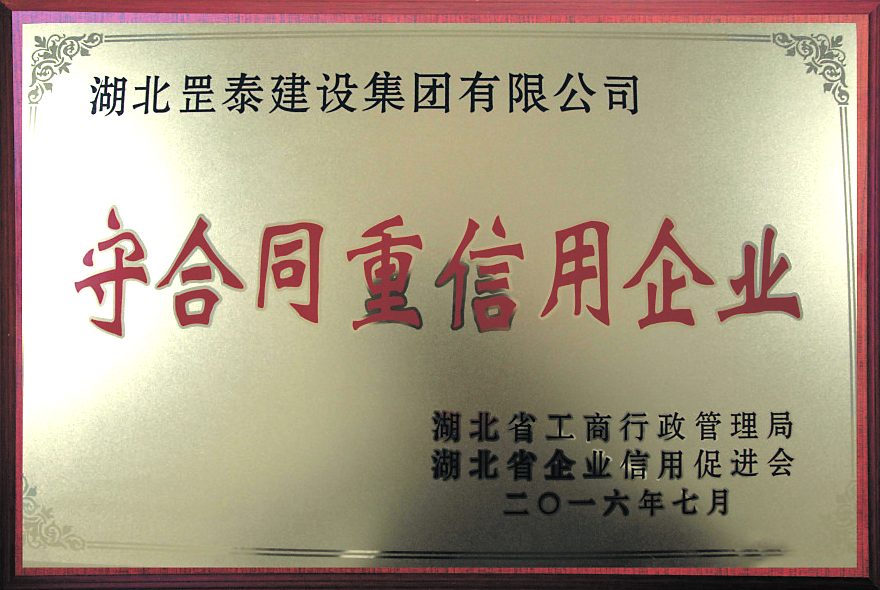 湖北罡泰建设集团有限公司
守合同重信用企业
湖北省工商行政管理局
湖北省企业信用促进会
二〇一六年七月